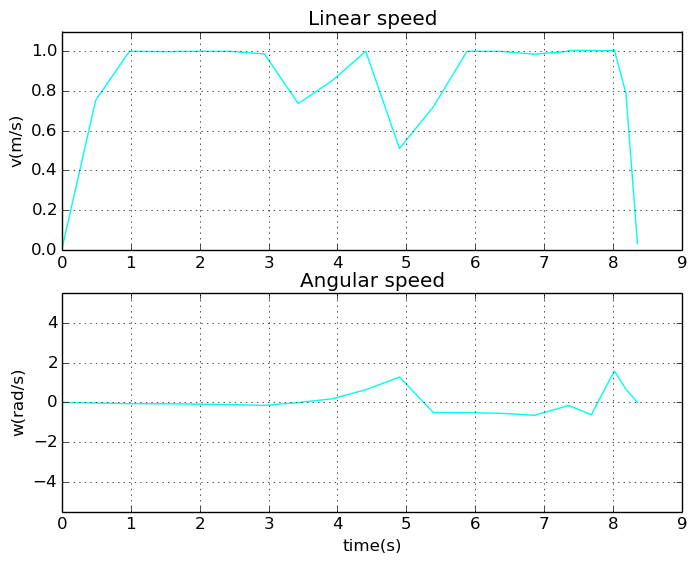 Linear speed
v(m/s)
1.0
0.8
0.6
0.4
0.2
0.0
0 1 2 3 4 5 6 7 8 9
Angular speed
w(rad/s)
4
2
0
−2
−4
0 1 2 3 4 5 6 7 8 9
time(s)